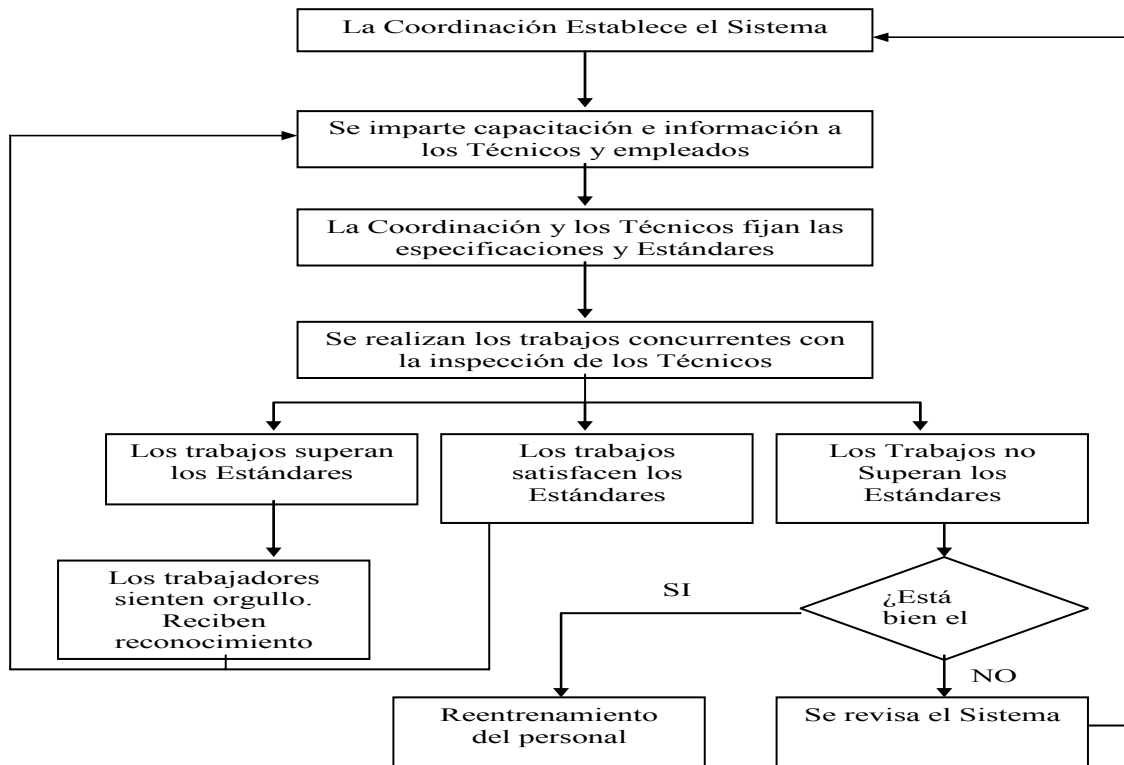 La Coordinación Establece el Sistema
Se imparte capacitación e información a
los Técnicos y empleados
La Coordinación y los Técnicos fijan las
especificaciones y Estándares
Se realizan los trabajos concurrentes con
la inspección de los Técnicos
Los trabajos superan
los Estándares
Los trabajos
satisfacen los
Estándares
Los Trabajos no
Superan los
Estándares
Los trabajadores
sienten orgullo.
Reciben
reconocimiento
SI
¿Está
bien el
NO
Reentrenamiento
del personal
Se revisa el Sistema